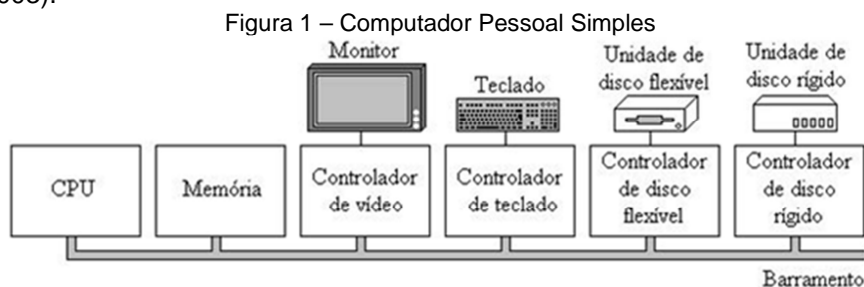 Figura 1 – Computador Pessoal Simples
Monitor
Teclado
Unidade de
disco flexível
Unidade de
disco rígido
CPU
Memória
Controlador
de vídeo
Controlador
de teclado
Controlador
de disco
flexível
Controlador
de disco
rígido
Barramento